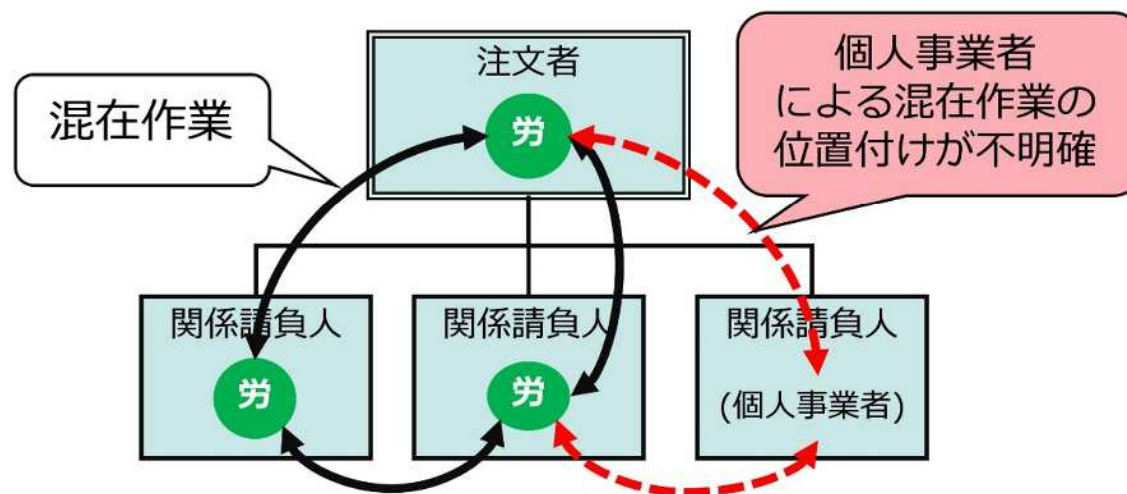 注文者
労
混在作業
個人事業者
による混在作業の
位置付けが不明確
関係請負人
労
関係請負人
労
関係請負人
(個人事業者)